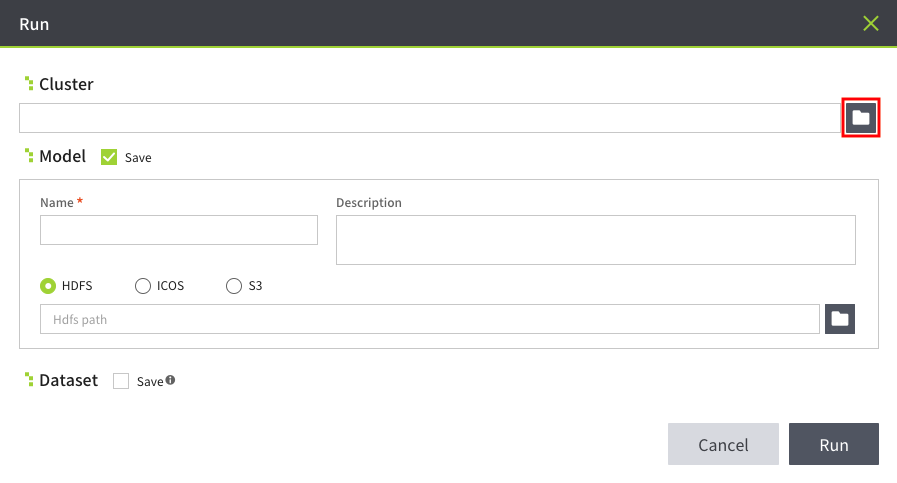 Run
Cluster
Model Save
Name * Description
HDFS ICOS S3
Hdfs path
Dataset Save
Cancel Run